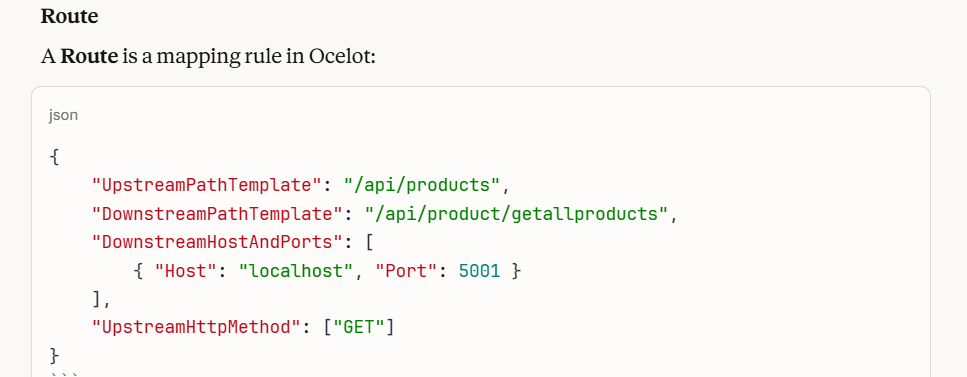 Route
A Route is a mapping rule in Ocelot:
json
{
    "UpstreamPathTemplate": "/api/products",
    "DownstreamPathTemplate": "/api/product/getallproducts",
    "DownstreamHostAndPorts": [
        { "Host": "localhost", "Port": 5001 }
    ],
    "UpstreamHttpMethod": ["GET"]
}
```